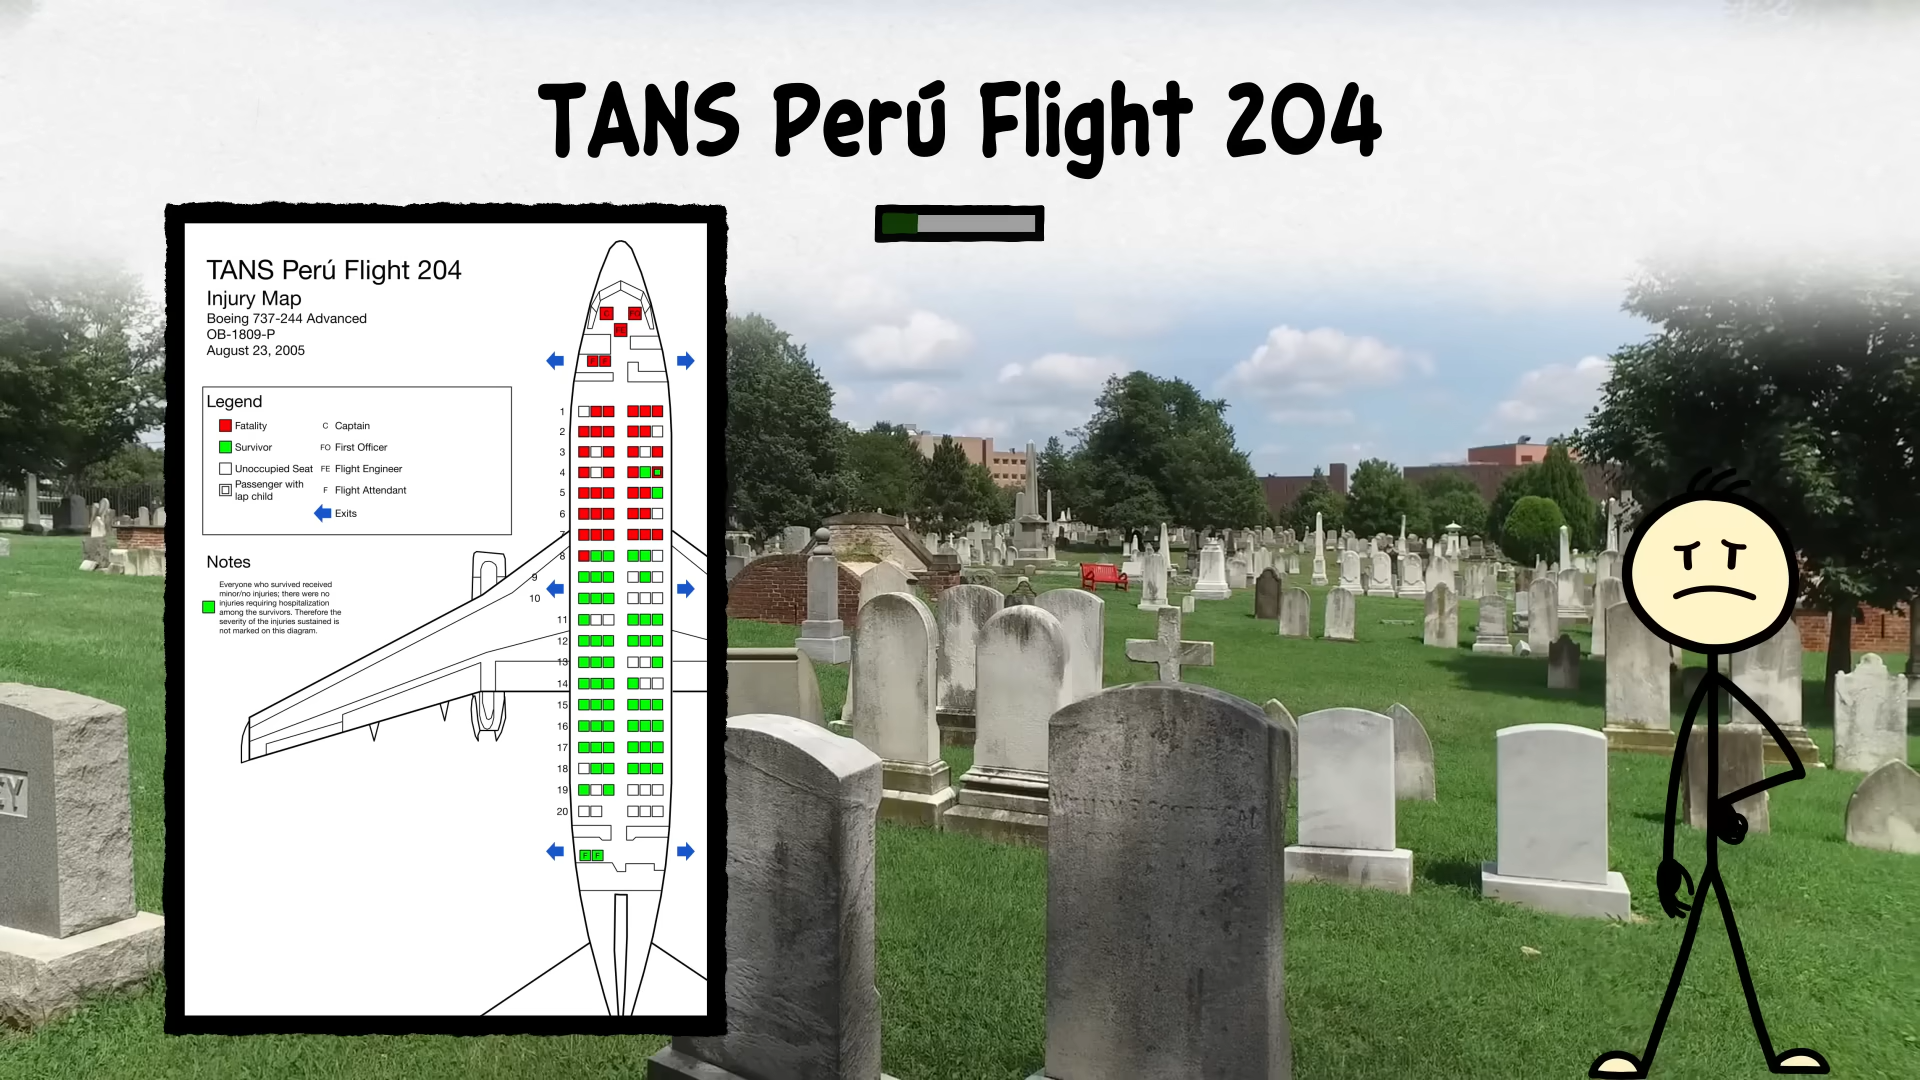 TANS Perú Flight 204
TANS Perú Flight 204
Injury Map
Boeing 737-244 Advanced
OB-1809-P
August 23, 2005
Legend
Fatality
C Captain
Survivor
FO First Officer
Unoccupied Seat
FE Flight Engineer
Passenger with
lap child
F Flight Attendant
Exits
Notes
Everyone who survived received
minor/no injuries; there were no
injuries requiring hospitalization
among the survivors. Therefore the
severity of the injuries sustained is
not marked on this diagram.
C FO
FE
F F
1
2
3
4
5
6
7
8
9
10
11
12
13
14
15
16
17
18
19
20
F F
EY